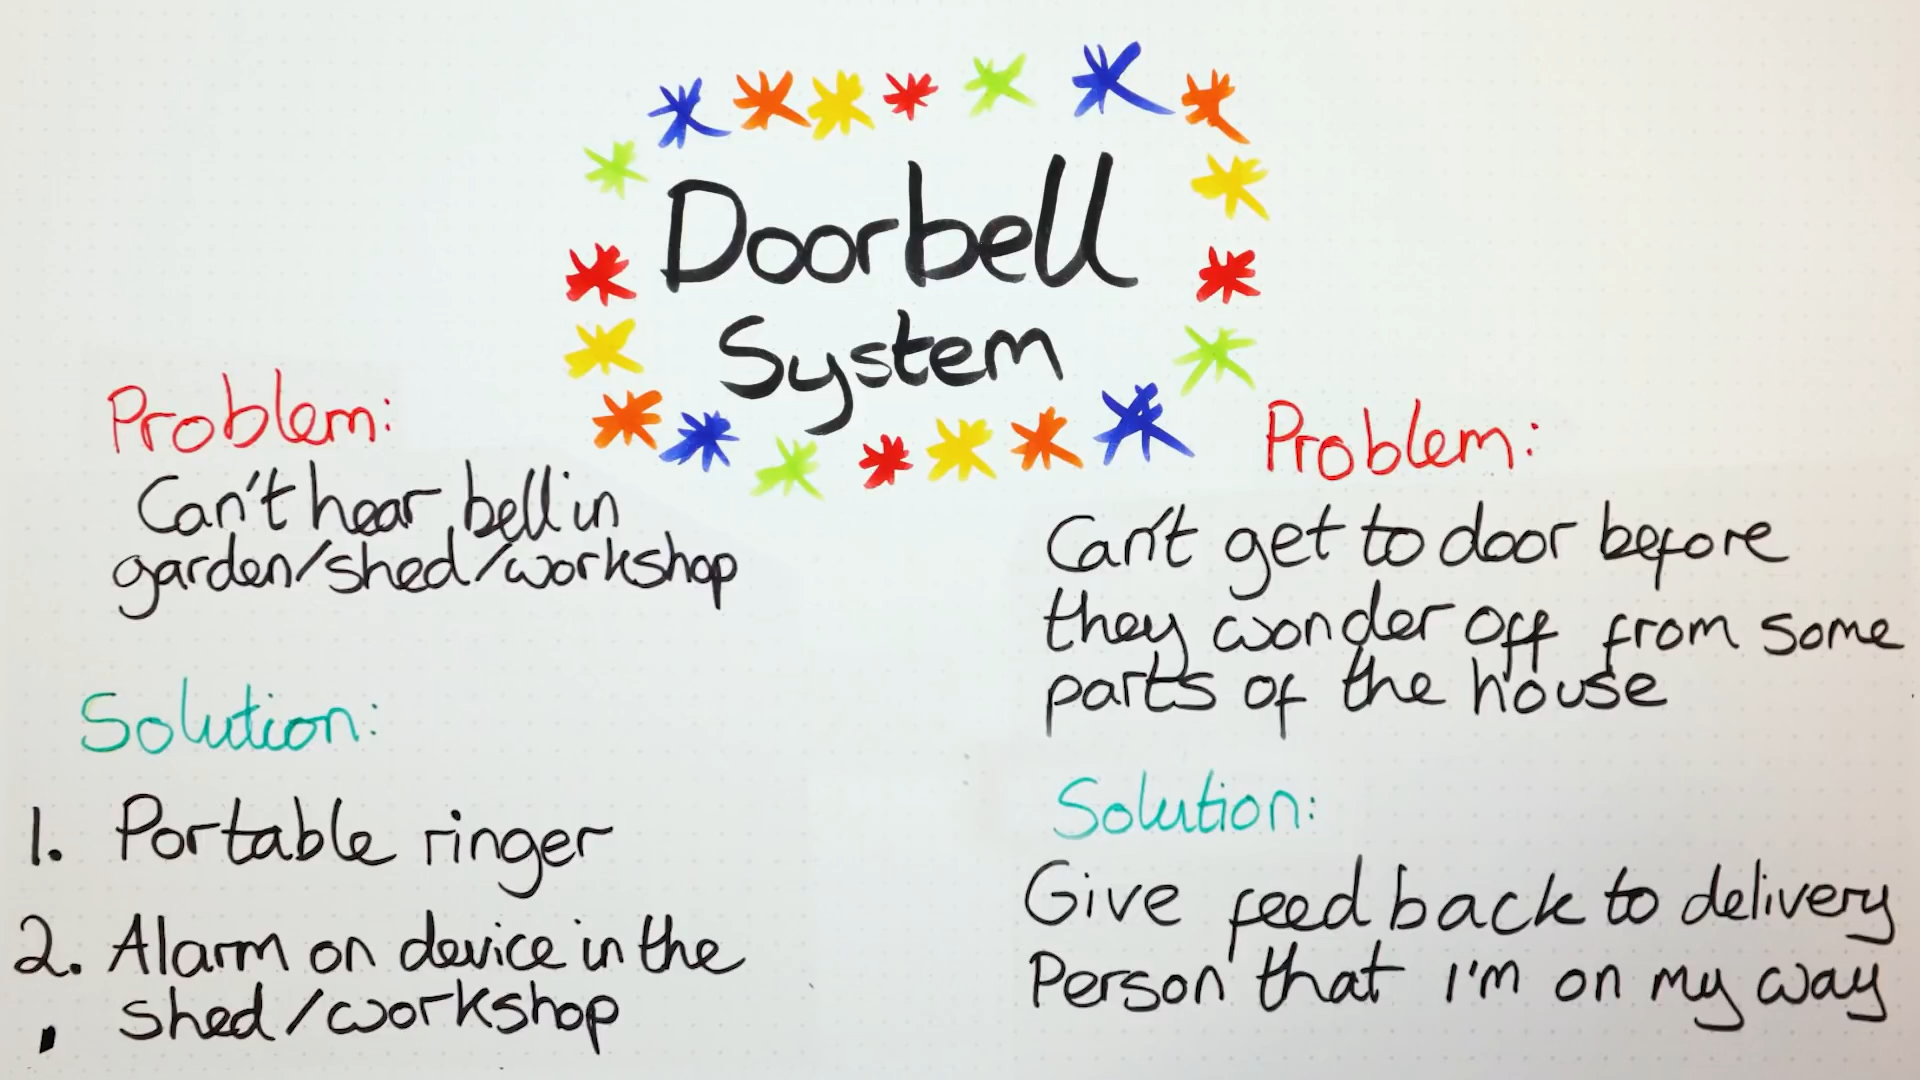 Doorbell
System
Problem:
Can't hear bell in
garden/shed/workshop
Solution:
1. Portable ringer
2. Alarm on device in the
shed/workshop
Problem:
Can't get to door before
they wonder off from some
parts of the house
Solution:
Give feedback to delivery
Person that I'm on my way